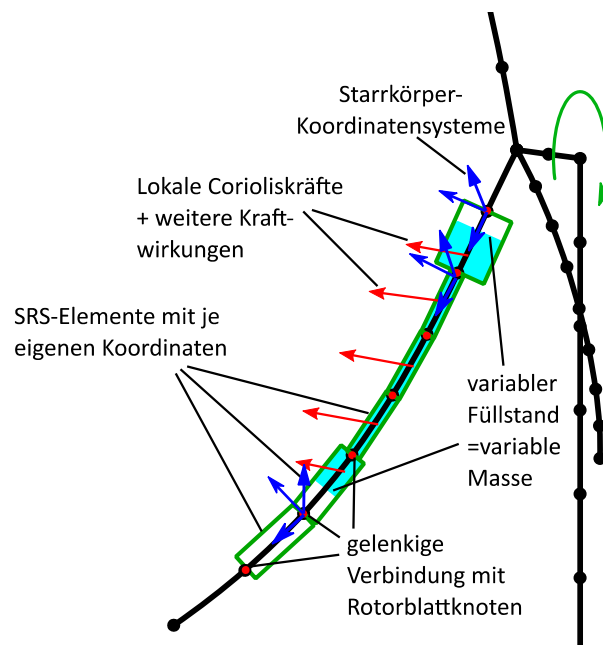 Starrkörper-
Koordinatensysteme
Lokale Corioliskräfte
+ weitere Kraft-
wirkungen
SRS-Elemente mit je
eigenen Koordinaten
variabler
Füllstand
=variable
Masse
gelenkige
Verbindung mit
Rotorblattknoten